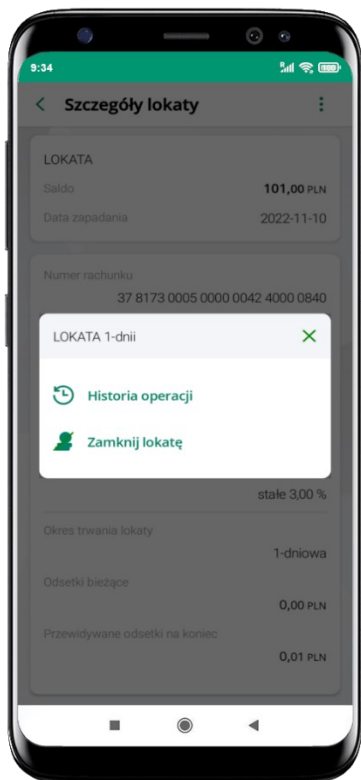 9:34
Szczegóły lokaty
LOKATA
Saldo 101,00 PLN
Data zapadania 2022-11-10
Numer rachunku
37 8173 0005 0000 0042 4000 0840
LOKATA 1-dnii
Historia operacji
Zamknij lokatę
stałe 3,00 %
Okres trwania lokaty
1-dniowa
Odsetki bieżące
0,00 PLN
Przewidywane odsetki na koniec
0,01 PLN